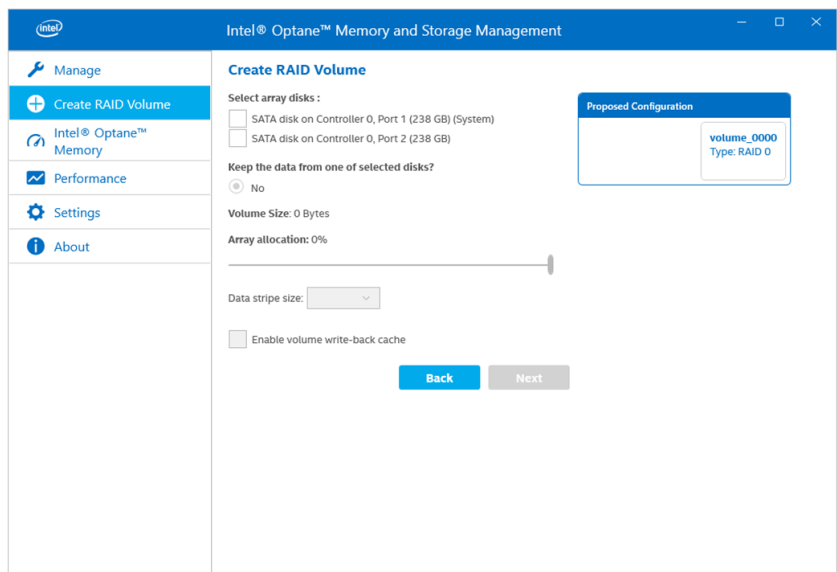 intel
Intel® Optane™ Memory and Storage Management
Manage
Create RAID Volume
Intel® Optane™
Memory
Performance
Settings
About
Create RAID Volume
Select array disks :
SATA disk on Controller 0, Port 1 (238 GB) (System)
SATA disk on Controller 0, Port 2 (238 GB)
Keep the data from one of selected disks?
No
Volume Size: 0 Bytes
Array allocation: 0%
Data stripe size:
Enable volume write-back cache
Back
Next
Proposed Configuration
volume_0000
Type: RAID 0